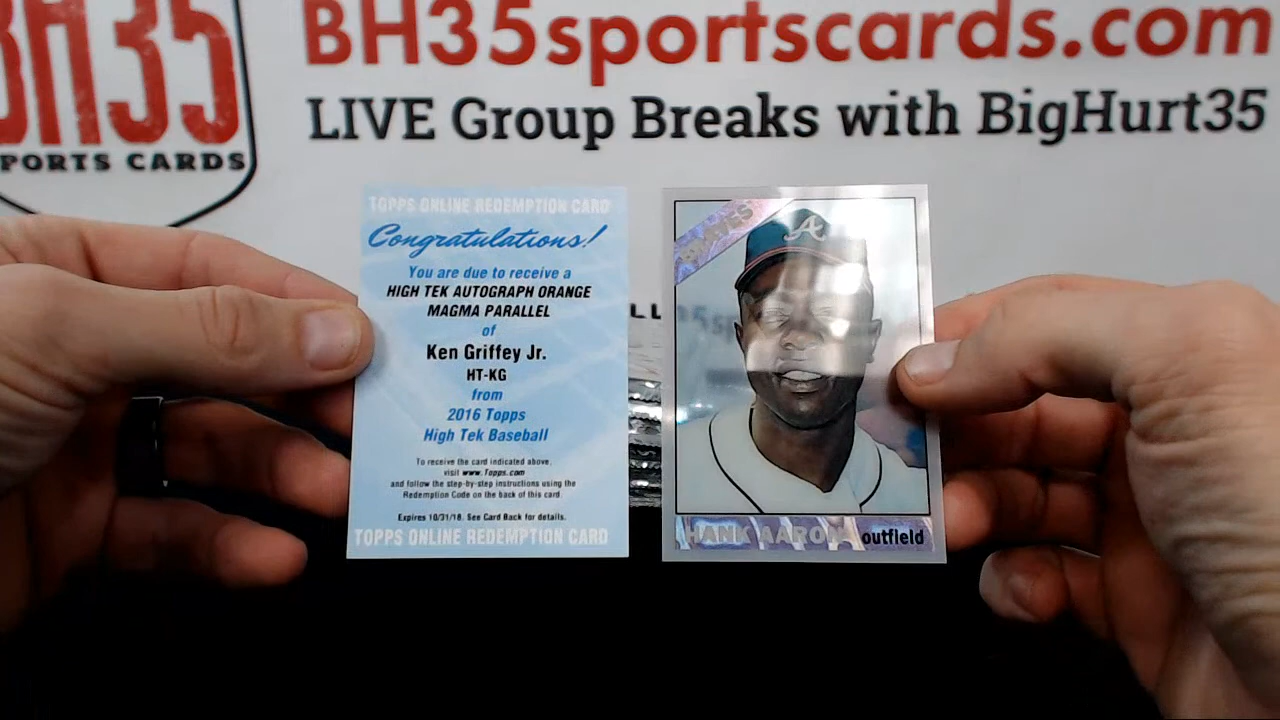 BH35sportscards.com
LIVE Group Breaks with BigHurt35
BH35
PORTS CARDS
TOPPS ONLINE REDEMPTION CARD
Congratulations!
You are due to receive a
HIGH TEK AUTOGRAPH ORANGE
MAGMA PARALLEL
of
Ken Griffey Jr.
HT-KG
from
2016 Topps
High Tek Baseball
To receive the card indicated above,
visit www.Topps.com
and follow the step-by-step instructions using the
Redemption Code on the back of this card.
Expires 10/31/18. See Card Back for details.
TOPPS ONLINE REDEMPTION CARD
BRAVES
A
HANK AARON outfield